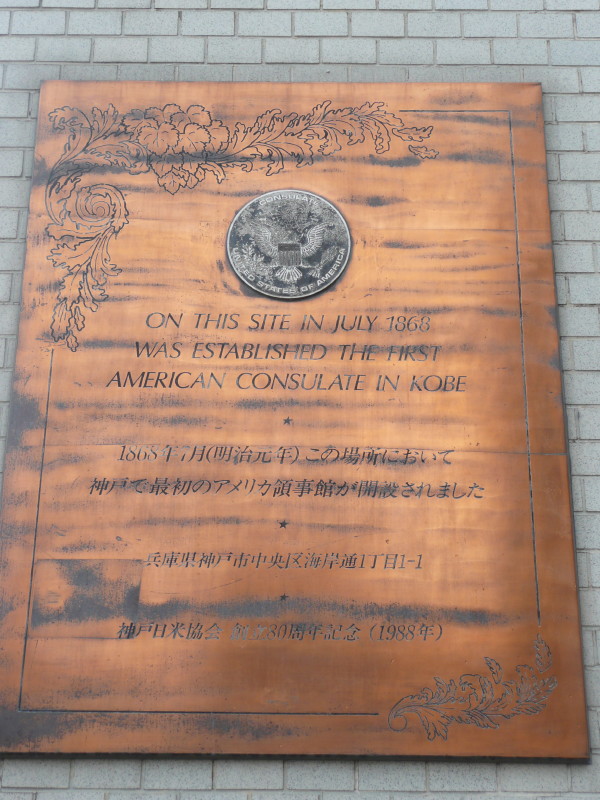 CONSULATE
UNITED STATES OF AMERICA
ON THIS SITE IN JULY 1868
WAS ESTABLISHED THE FIRST
AMERICAN CONSULATE IN KOBE
1868年7月(明治元年)この場所において
神戸で最初のアメリカ領事館が開設されました
兵庫県神戸市中央区海岸通1丁目1-1
神戸日米協会 創立30周年記念(1988年)